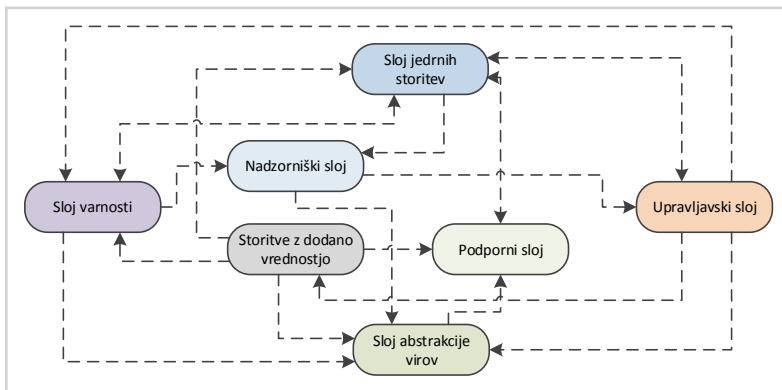 Sloj jedrnih
storitev
Nadzorniški sloj
Sloj varnosti
Upravljavski sloj
Storitve z dodano
vrednostjo
Podporni sloj
Sloj abstrakcije
virov